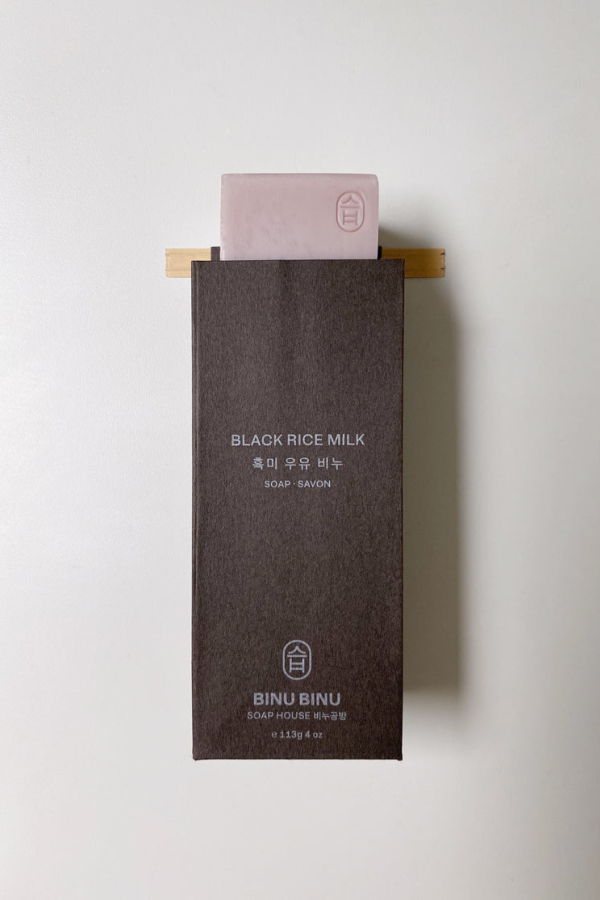 BLACK RICE MILK
흑미 우유 비누
SOAP · SAVON
BINU BINU
SOAP HOUSE 비누공방
e 113g 4 oz